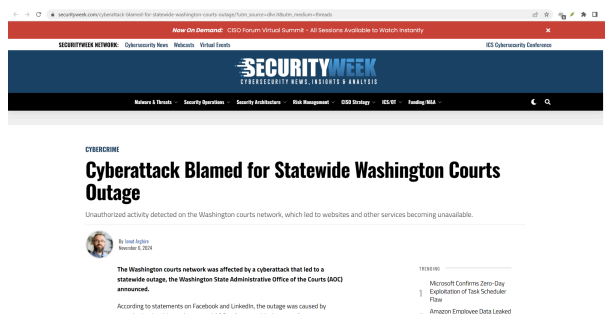 securityweek.com/cyberattack-blamed-for-statewide-washington-courts-outage/?utm_source=dlvr.it&utm_medium=threads
Now On Demand: CISO Forum Virtual Summit - All Sessions Available to Watch Instantly ×
SECURITYWEEK NETWORK: Cybersecurity News Webcasts Virtual Events ICS Cybersecurity Conference
SECURITYWEEK
CYBERSECURITY NEWS, INSIGHTS & ANALYSIS
Malware & Threats Security Operations Security Architecture Risk Management CISO Strategy ICS/OT Funding/M&A
CYBERCRIME
Cyberattack Blamed for Statewide Washington Courts
Outage
Unauthorized activity detected on the Washington courts network, which led to websites and other services becoming unavailable.
By Ionut Arghire
November 6, 2024
The Washington courts network was affected by a cyberattack that led to a
statewide outage, the Washington State Administrative Office of the Courts (AOC)
announced.
According to statements on Facebook and LinkedIn, the outage was caused by
TRENDING
1
Microsoft Confirms Zero-Day
Exploitation of Task Scheduler
Flaw
Amazon Employee Data Leaked